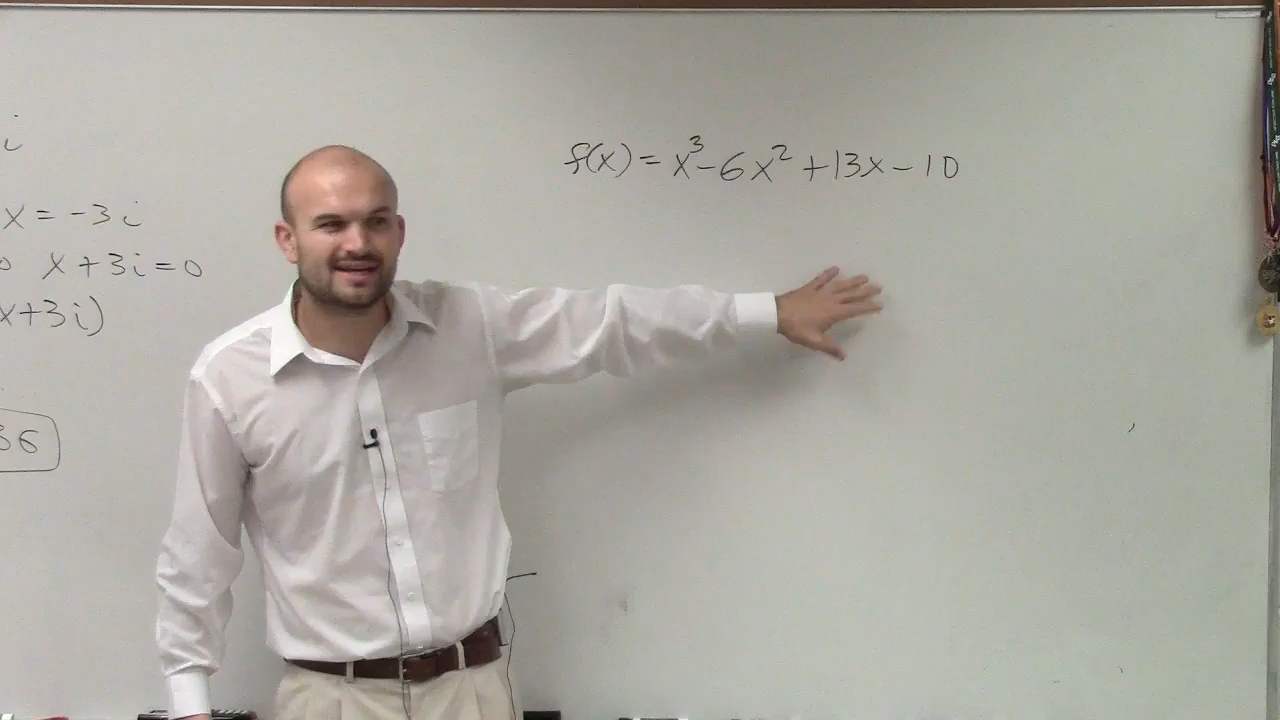 i
x = -3i
x+3i=0
x+3i)
36
f(x) = x³-6x²+13x-10